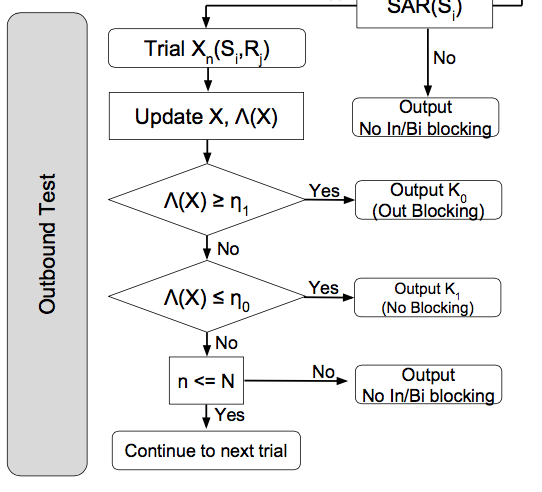 SAR(S_i)
Trial X_n(S_i,R_j)
No
Output
No In/Bi blocking
Update X, Λ(X)
Outbound Test
Λ(X) ≥ η_1
Yes
Output K_0
(Out Blocking)
No
Λ(X) ≤ η_0
Yes
Output K_1
(No Blocking)
No
n <= N
No
Output
No In/Bi blocking
Yes
Continue to next trial